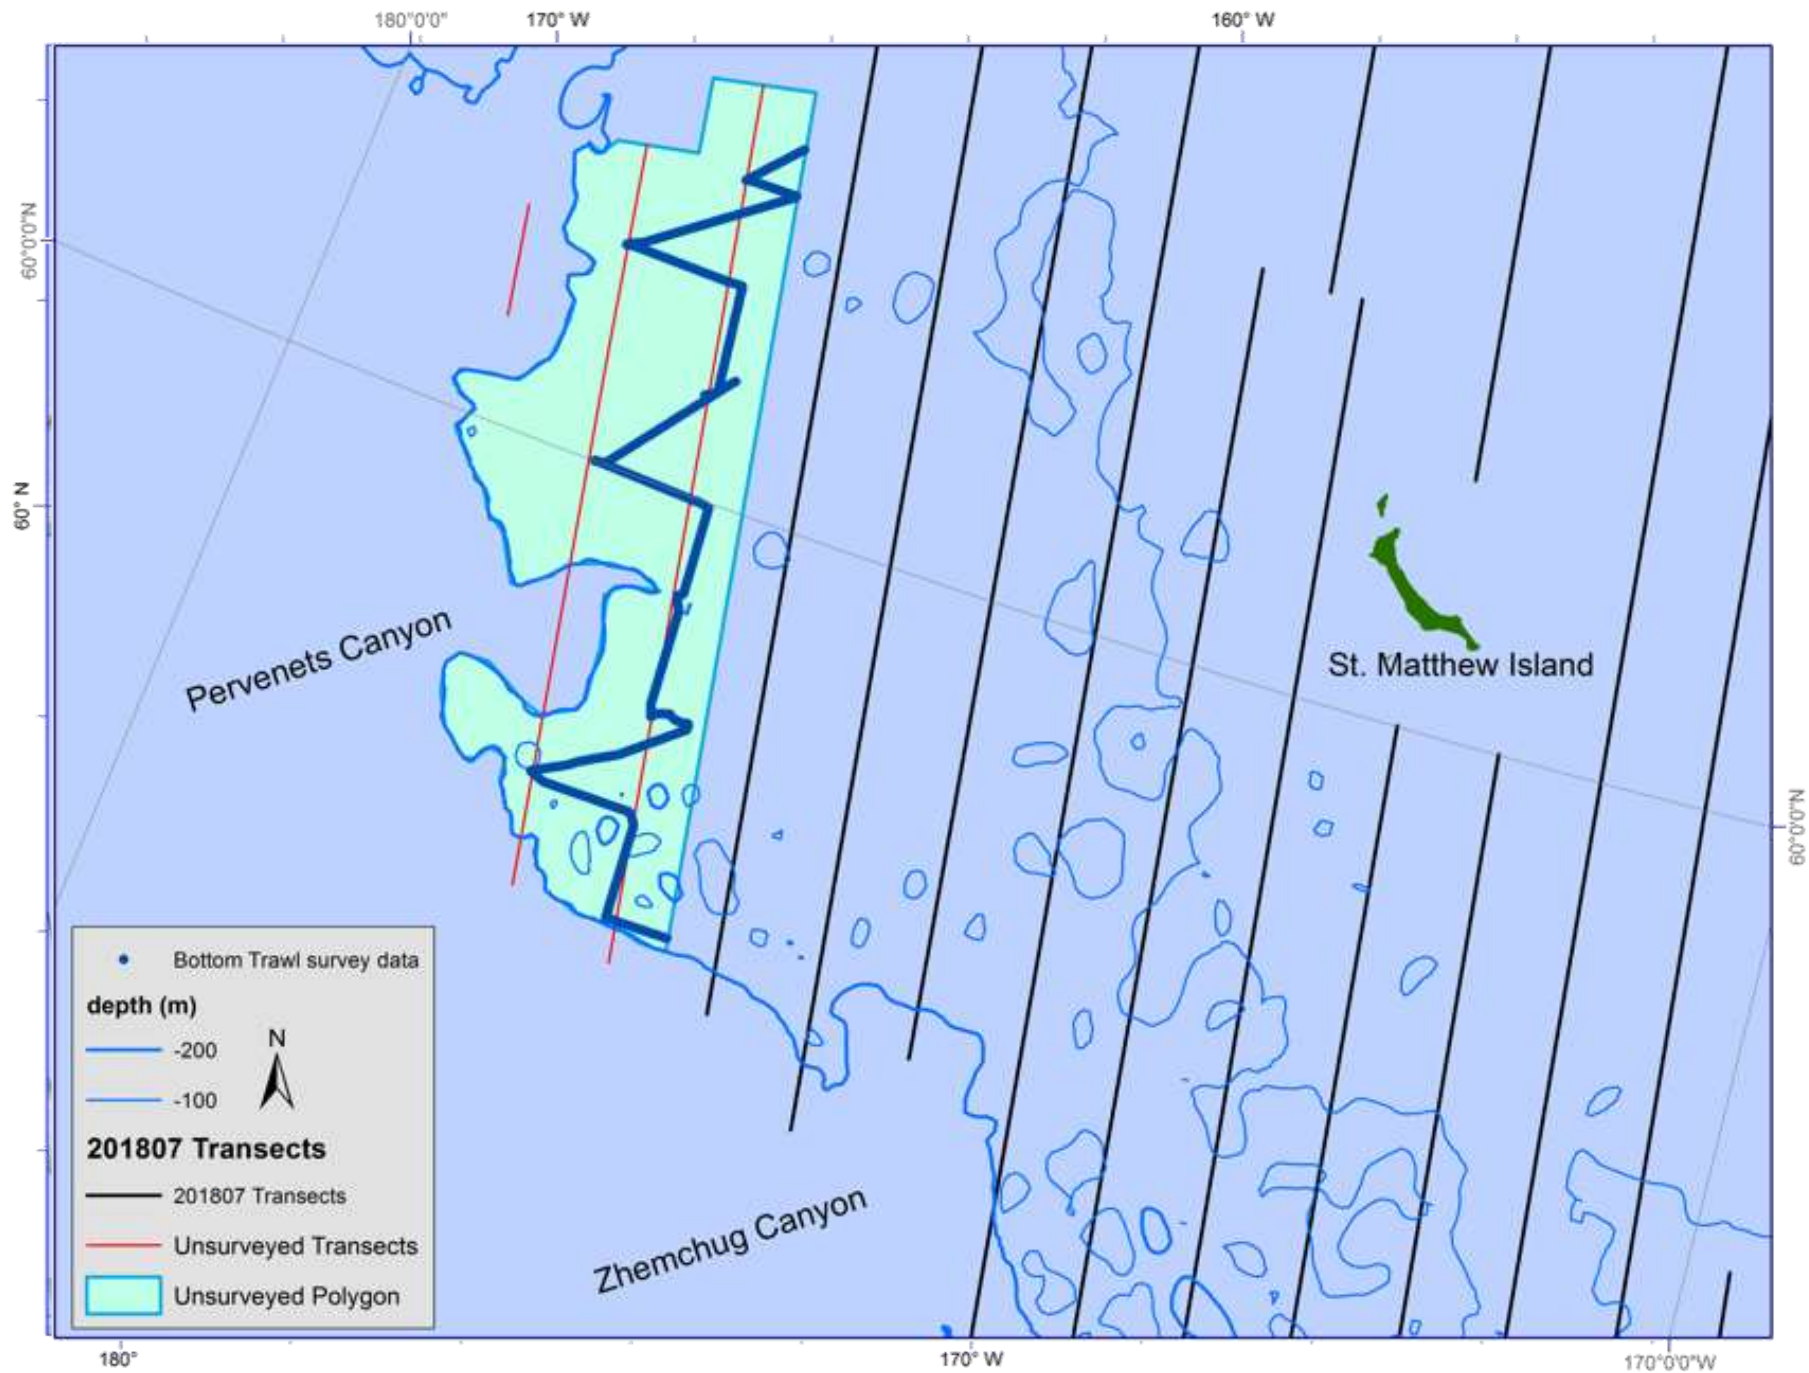 180°0'0" 170° W 160° W
60°0'0"N
60° N
Pervenets Canyon
St. Matthew Island
60°0'0"N
Bottom Trawl survey data
depth (m)
N
-200
-100
201807 Transects
201807 Transects
Unsurveyed Transects
Unsurveyed Polygon
Zhemchug Canyon
180° 170° W 170°0'0"W